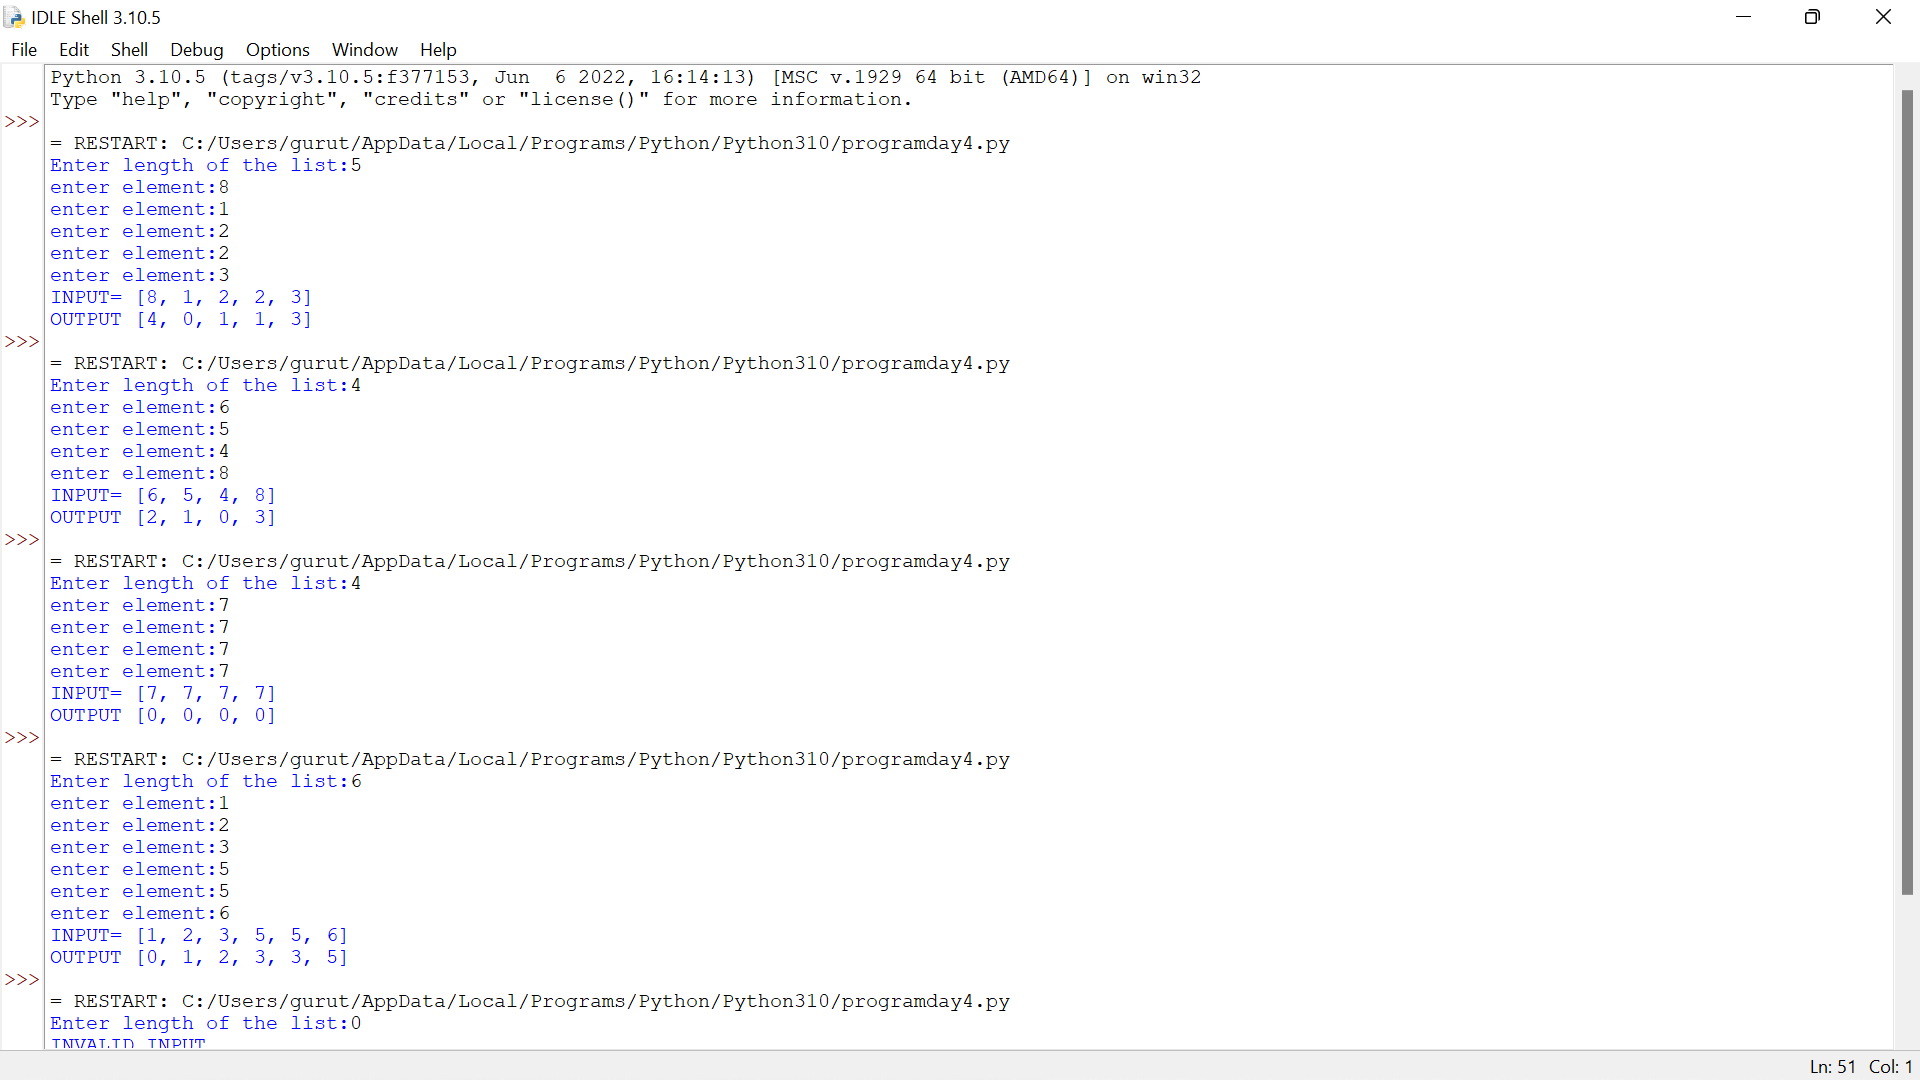 IDLE Shell 3.10.5
File Edit Shell Debug Options Window Help
Python 3.10.5 (tags/v3.10.5:f377153, Jun  6 2022, 16:14:13) [MSC v.1929 64 bit (AMD64)] on win32
Type "help", "copyright", "credits" or "license()" for more information.
>>>
= RESTART: C:/Users/gurut/AppData/Local/Programs/Python/Python310/programday4.py
Enter length of the list:5
enter element:8
enter element:1
enter element:2
enter element:2
enter element:3
INPUT= [8, 1, 2, 2, 3]
OUTPUT [4, 0, 1, 1, 3]
>>>
= RESTART: C:/Users/gurut/AppData/Local/Programs/Python/Python310/programday4.py
Enter length of the list:4
enter element:6
enter element:5
enter element:4
enter element:8
INPUT= [6, 5, 4, 8]
OUTPUT [2, 1, 0, 3]
>>>
= RESTART: C:/Users/gurut/AppData/Local/Programs/Python/Python310/programday4.py
Enter length of the list:4
enter element:7
enter element:7
enter element:7
enter element:7
INPUT= [7, 7, 7, 7]
OUTPUT [0, 0, 0, 0]
>>>
= RESTART: C:/Users/gurut/AppData/Local/Programs/Python/Python310/programday4.py
Enter length of the list:6
enter element:1
enter element:2
enter element:3
enter element:5
enter element:5
enter element:6
INPUT= [1, 2, 3, 5, 5, 6]
OUTPUT [0, 1, 2, 3, 3, 5]
>>>
= RESTART: C:/Users/gurut/AppData/Local/Programs/Python/Python310/programday4.py
Enter length of the list:0
INVALID INPUT
Ln: 51 Col: 1